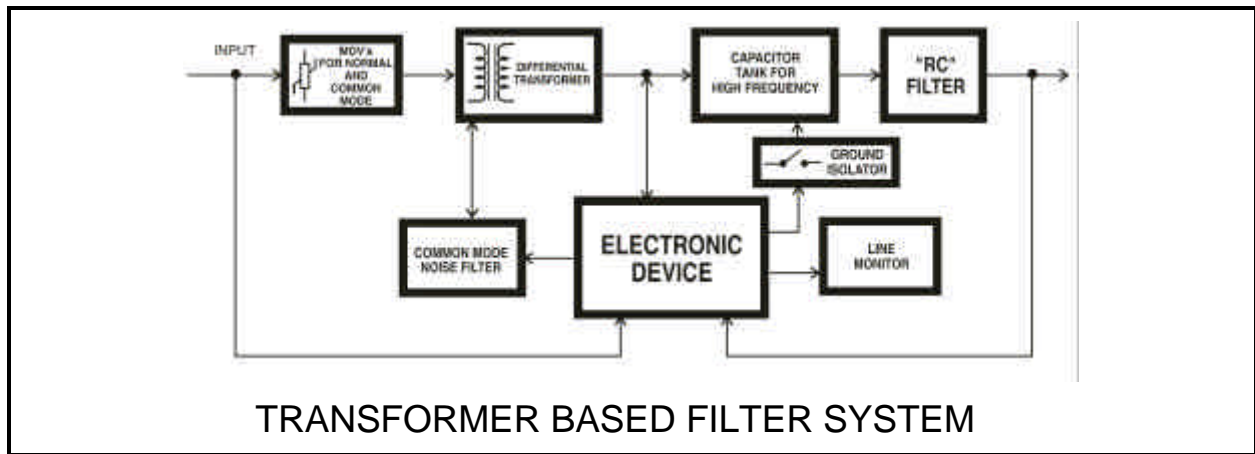 INPUT
MOV's
(FOR NORMAL
AND
COMMON
MODE
DIFFERENTIAL
TRANSFORMER
CAPACITOR
TANK FOR
HIGH FREQUENCY
"RC"
FILTER
GROUND
ISOLATOR
COMMON MODE
NOISE FILTER
ELECTRONIC
DEVICE
LINE
MONITOR
TRANSFORMER BASED FILTER SYSTEM